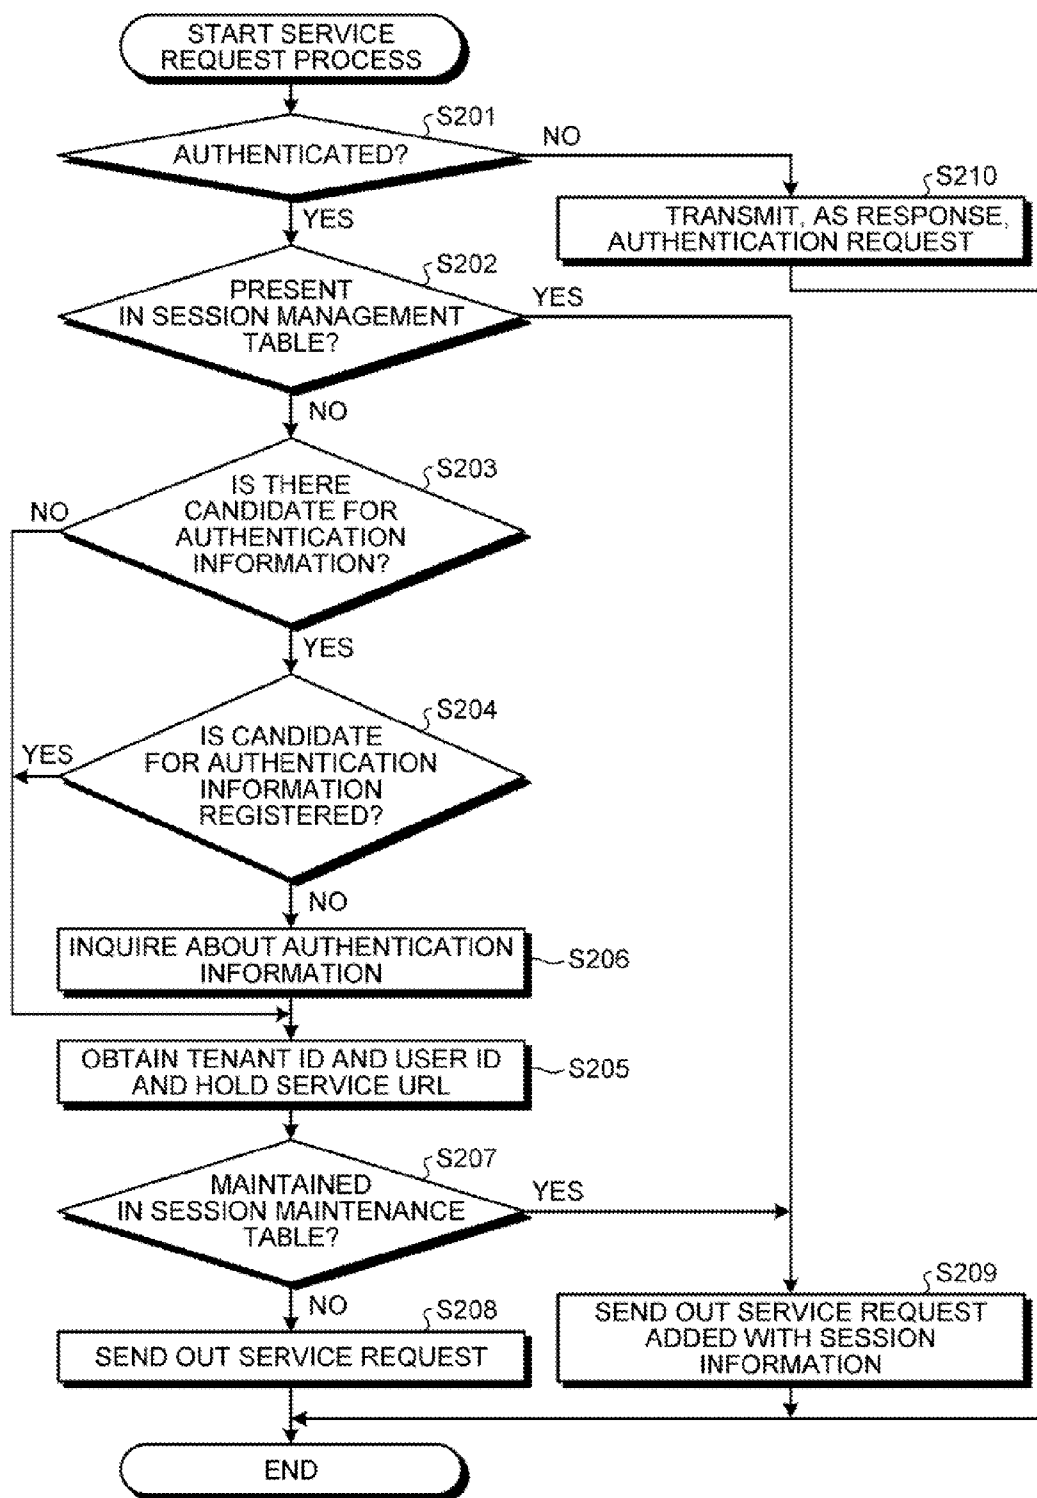 START SERVICE
REQUEST PROCESS
S201
AUTHENTICATED?
NO
YES
S210
TRANSMIT, AS RESPONSE,
AUTHENTICATION REQUEST
S202
PRESENT
IN SESSION MANAGEMENT
TABLE?
YES
NO
S203
IS THERE
CANDIDATE FOR
AUTHENTICATION
INFORMATION?
NO
YES
S204
IS CANDIDATE
FOR AUTHENTICATION
INFORMATION
REGISTERED?
YES
NO
INQUIRE ABOUT AUTHENTICATION
INFORMATION
S206
OBTAIN TENANT ID AND USER ID
AND HOLD SERVICE URL
S205
S207
MAINTAINED
IN SESSION MAINTENANCE
TABLE?
YES
NO
S208
SEND OUT SERVICE REQUEST
S209
SEND OUT SERVICE REQUEST
ADDED WITH SESSION
INFORMATION
END